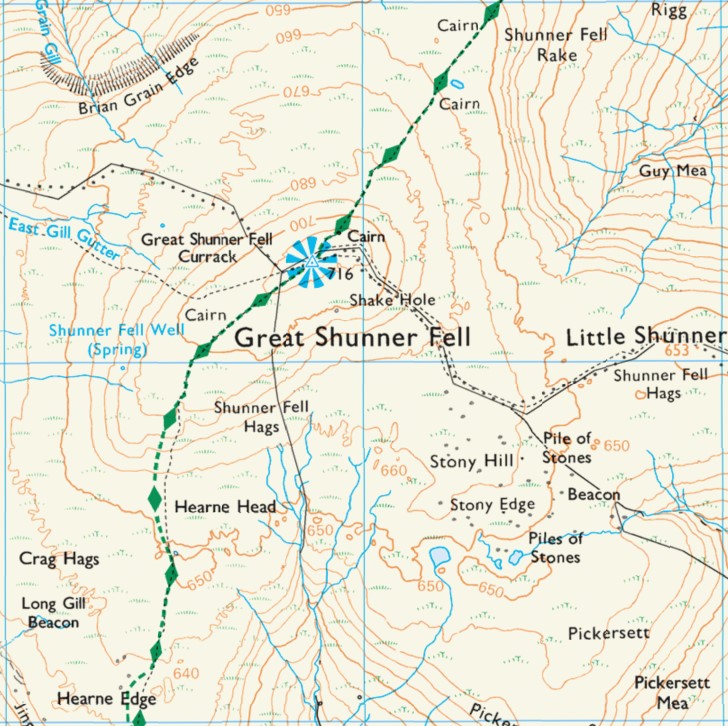 Grain Gill
650
660
Cairn
Rigg
Shunner Fell
Rake
Brian Grain Edge
670
Cairn
Guy Mea
680
700
East Gill Gutter
Great Shunner Fell
Currack
Cairn
716
Shake Hole
Cairn
Shunner Fell Well
(Spring)
Great Shunner Fell
Little Shunner
653
Shunner Fell
Hags
Shunner Fell
Hags
Pile of
Stones
650
Stony Hill
660
Beacon
Stony Edge
Hearne Head
650
Piles of
Stones
Crag Hags
650
650
650
Long Gill
Beacon
Pickersett
640
Hearne Edge
Pickersett
Mea